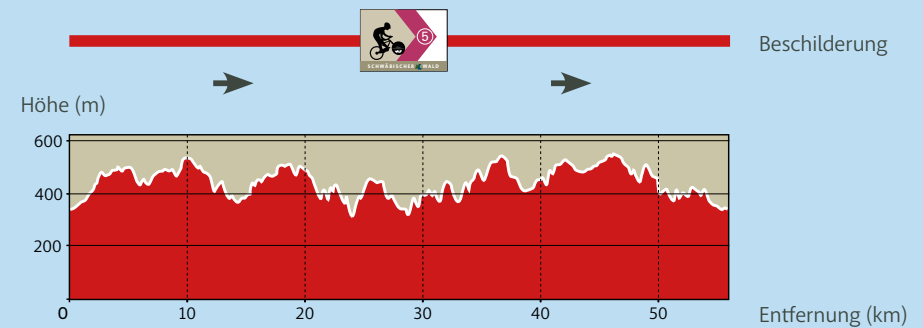 5
SCHWÄBISCHER WALD
Beschilderung
Höhe (m)
600
400
200
0 10 20 30 40 50 Entfernung (km)